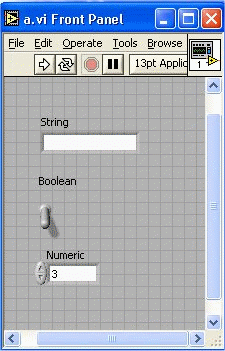 a.vi Front Panel
File Edit Operate Tools Browse
13pt Applic
1
String
Boolean
Numeric
3